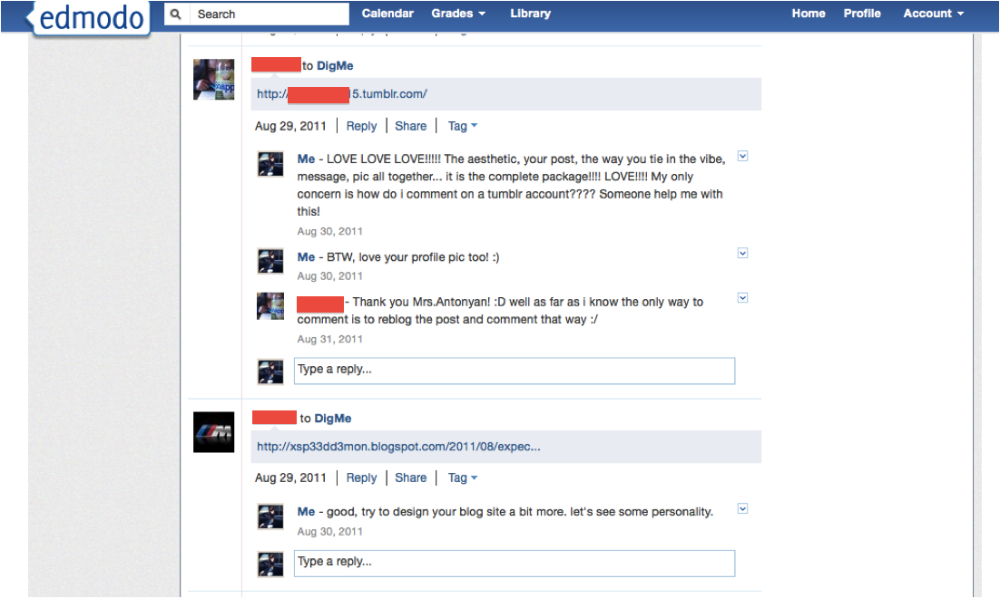 edmodo Search Calendar Grades Library Home Profile Account
to DigMe
http:/ 5.tumblr.com/
Aug 29, 2011 | Reply | Share | Tag
Me - LOVE LOVE LOVE!!!!! The aesthetic, your post, the way you tie in the vibe,
message, pic all together... it is the complete package!!!! LOVE!!!! My only
concern is how do i comment on a tumblr account???? Someone help me with
this!
Aug 30, 2011
Me - BTW, love your profile pic too! :)
Aug 30, 2011
- Thank you Mrs.Antonyan! :D well as far as i know the only way to
comment is to reblog the post and comment that way :/
Aug 31, 2011
Type a reply...
to DigMe
http://xsp33dd3mon.blogspot.com/2011/08/expec...
Aug 29, 2011 | Reply | Share | Tag
Me - good, try to design your blog site a bit more. let's see some personality.
Aug 30, 2011
Type a reply...